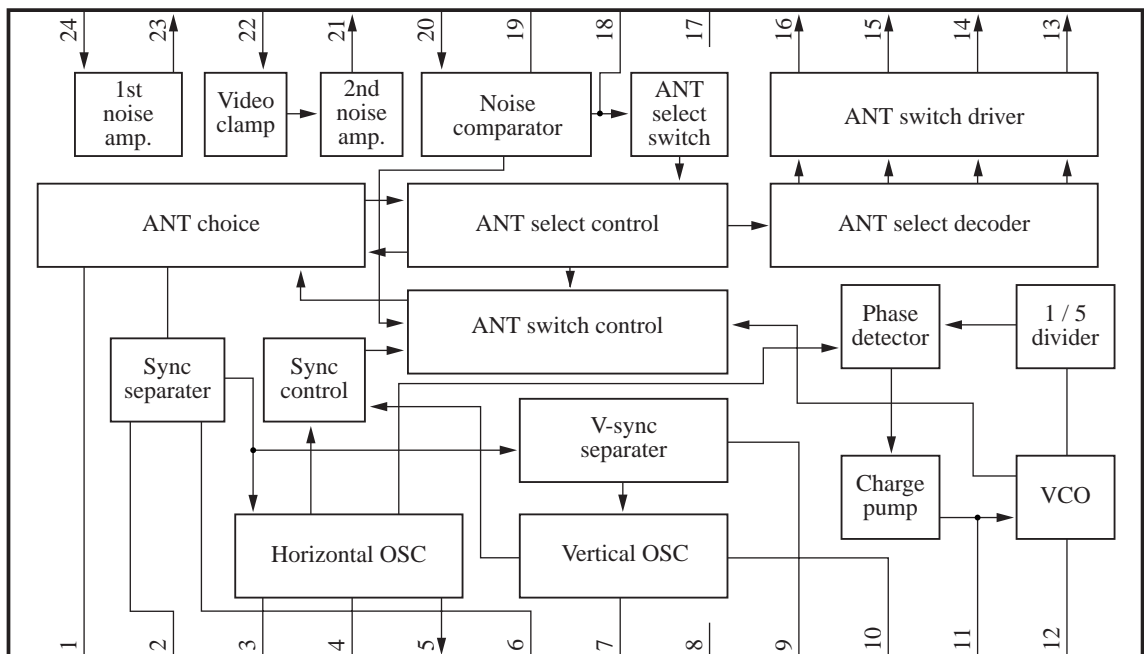 24
23
22
21
20
19
18
17
16
15
14
13
1st
noise
amp.
Video
clamp
2nd
noise
amp.
Noise
comparator
ANT
select
switch
ANT switch driver
ANT choice
ANT select control
ANT select decoder
ANT switch control
Phase
detector
1 / 5
divider
Sync
separater
Sync
control
V-sync
separater
Charge
pump
VCO
Horizontal OSC
Vertical OSC
1
2
3
4
5
6
7
8
9
10
11
12